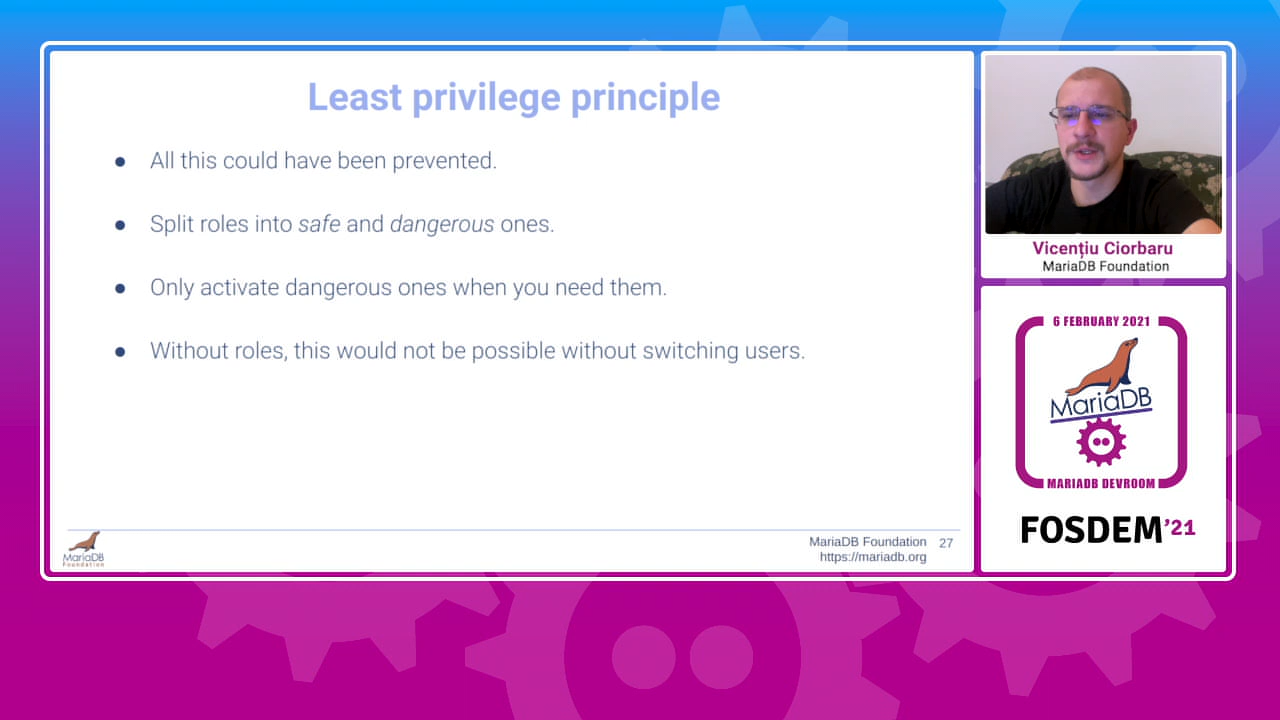 Least privilege principle
● All this could have been prevented.
● Split roles into safe and dangerous ones.
● Only activate dangerous ones when you need them.
● Without roles, this would not be possible without switching users.
MariaDB
Foundation
MariaDB Foundation 27
https://mariadb.org
Vicențiu Ciorbaru
MariaDB Foundation
6 FEBRUARY 2021
MariaDB
MARIADB DEVROOM
FOSDEM'21